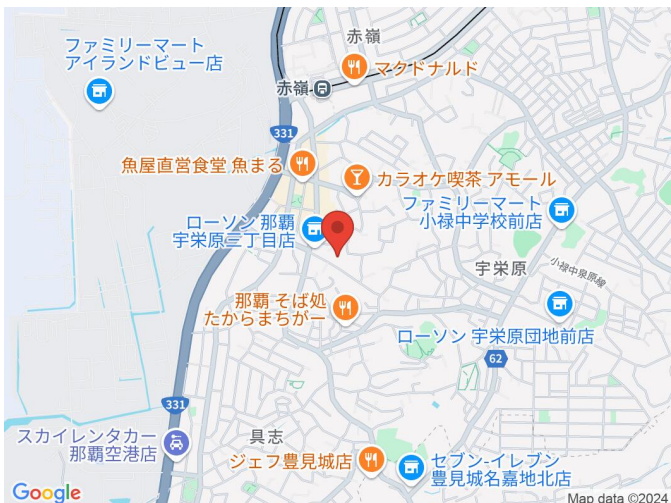 赤嶺
ファミリーマート
アイランドビュー店
マクドナルド
赤嶺
331
魚屋直営食堂 魚まる
カラオケ喫茶 アモール
ファミリーマート
小禄中学校前店
ローソン 那覇
宇栄原三丁目店
宇栄原
小禄中泉原線
那覇 そば処
たからまちがー
ローソン 宇栄原団地前店
62
331
具志
スカイレンタカー
那覇空港店
ジェフ豊見城店
セブン-イレブン
豊見城名嘉地北店
Google
Map data ©2024